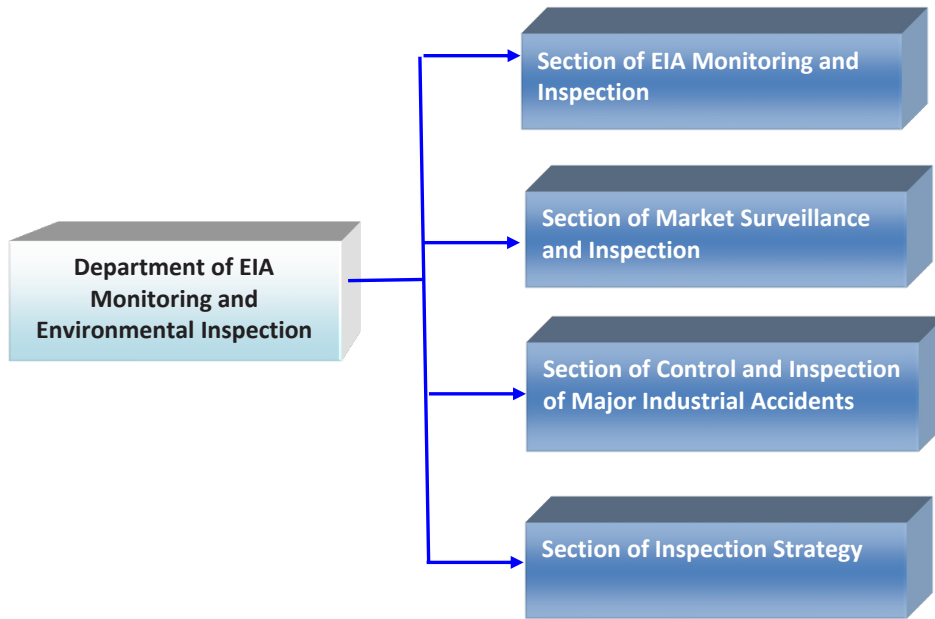 Section of EIA Monitoring and
Inspection
Section of Market Surveillance
and Inspection
Department of EIA
Monitoring and
Environmental Inspection
Section of Control and Inspection
of Major Industrial Accidents
Section of Inspection Strategy